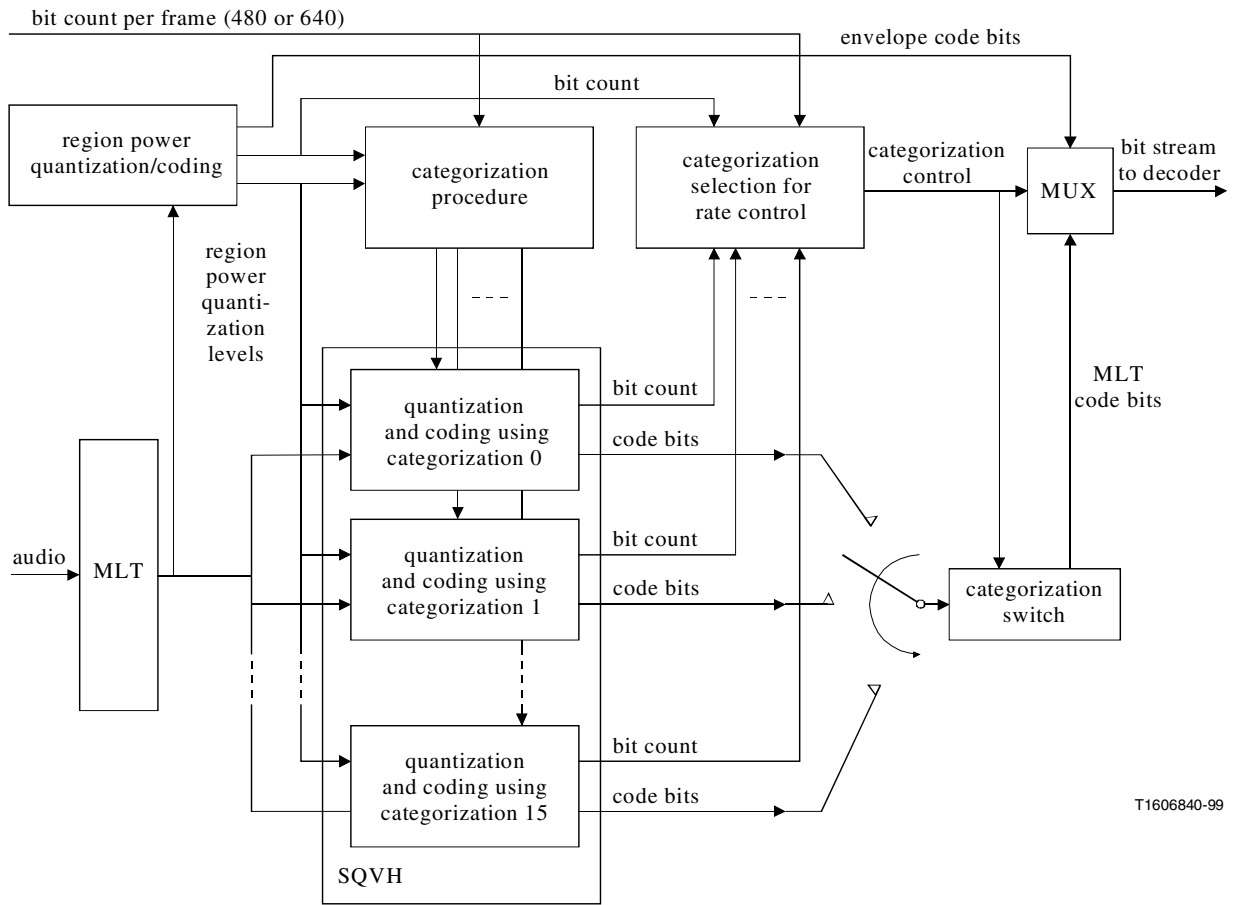 bit count per frame (480 or 640)
envelope code bits
bit count
region power
quantization/coding
categorization
procedure
categorization
selection for
rate control
categorization
control
MUX
bit stream
to decoder
region
power
quanti-
zation
levels
MLT
code bits
quantization
and coding using
categorization 0
bit count
code bits
audio
MLT
quantization
and coding using
categorization 1
bit count
code bits
categorization
switch
quantization
and coding using
categorization 15
bit count
code bits
SQVH
T1606840-99